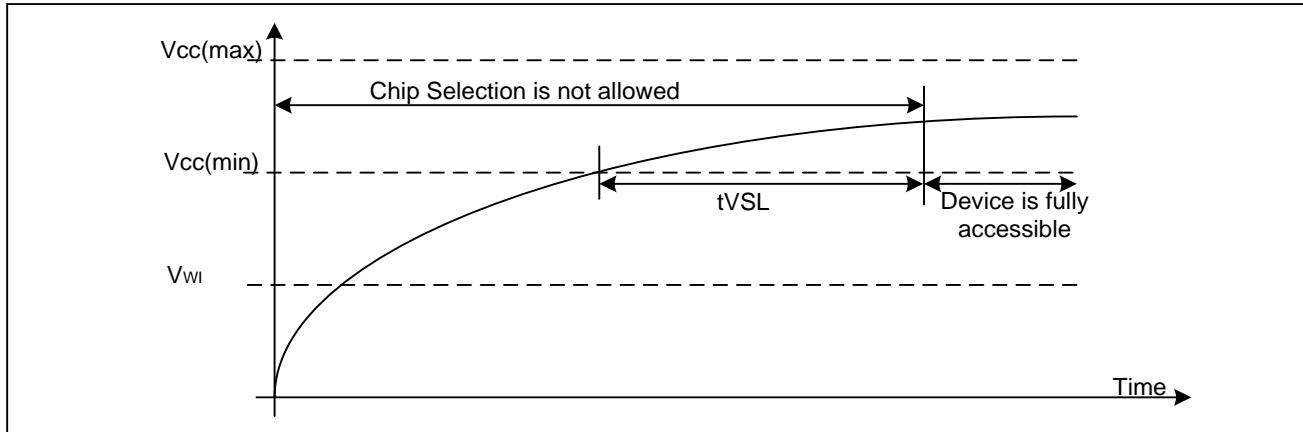 Vcc(max)
Chip Selection is not allowed
Vcc(min)
tVSL
Device is fully
accessible
VWI
Time